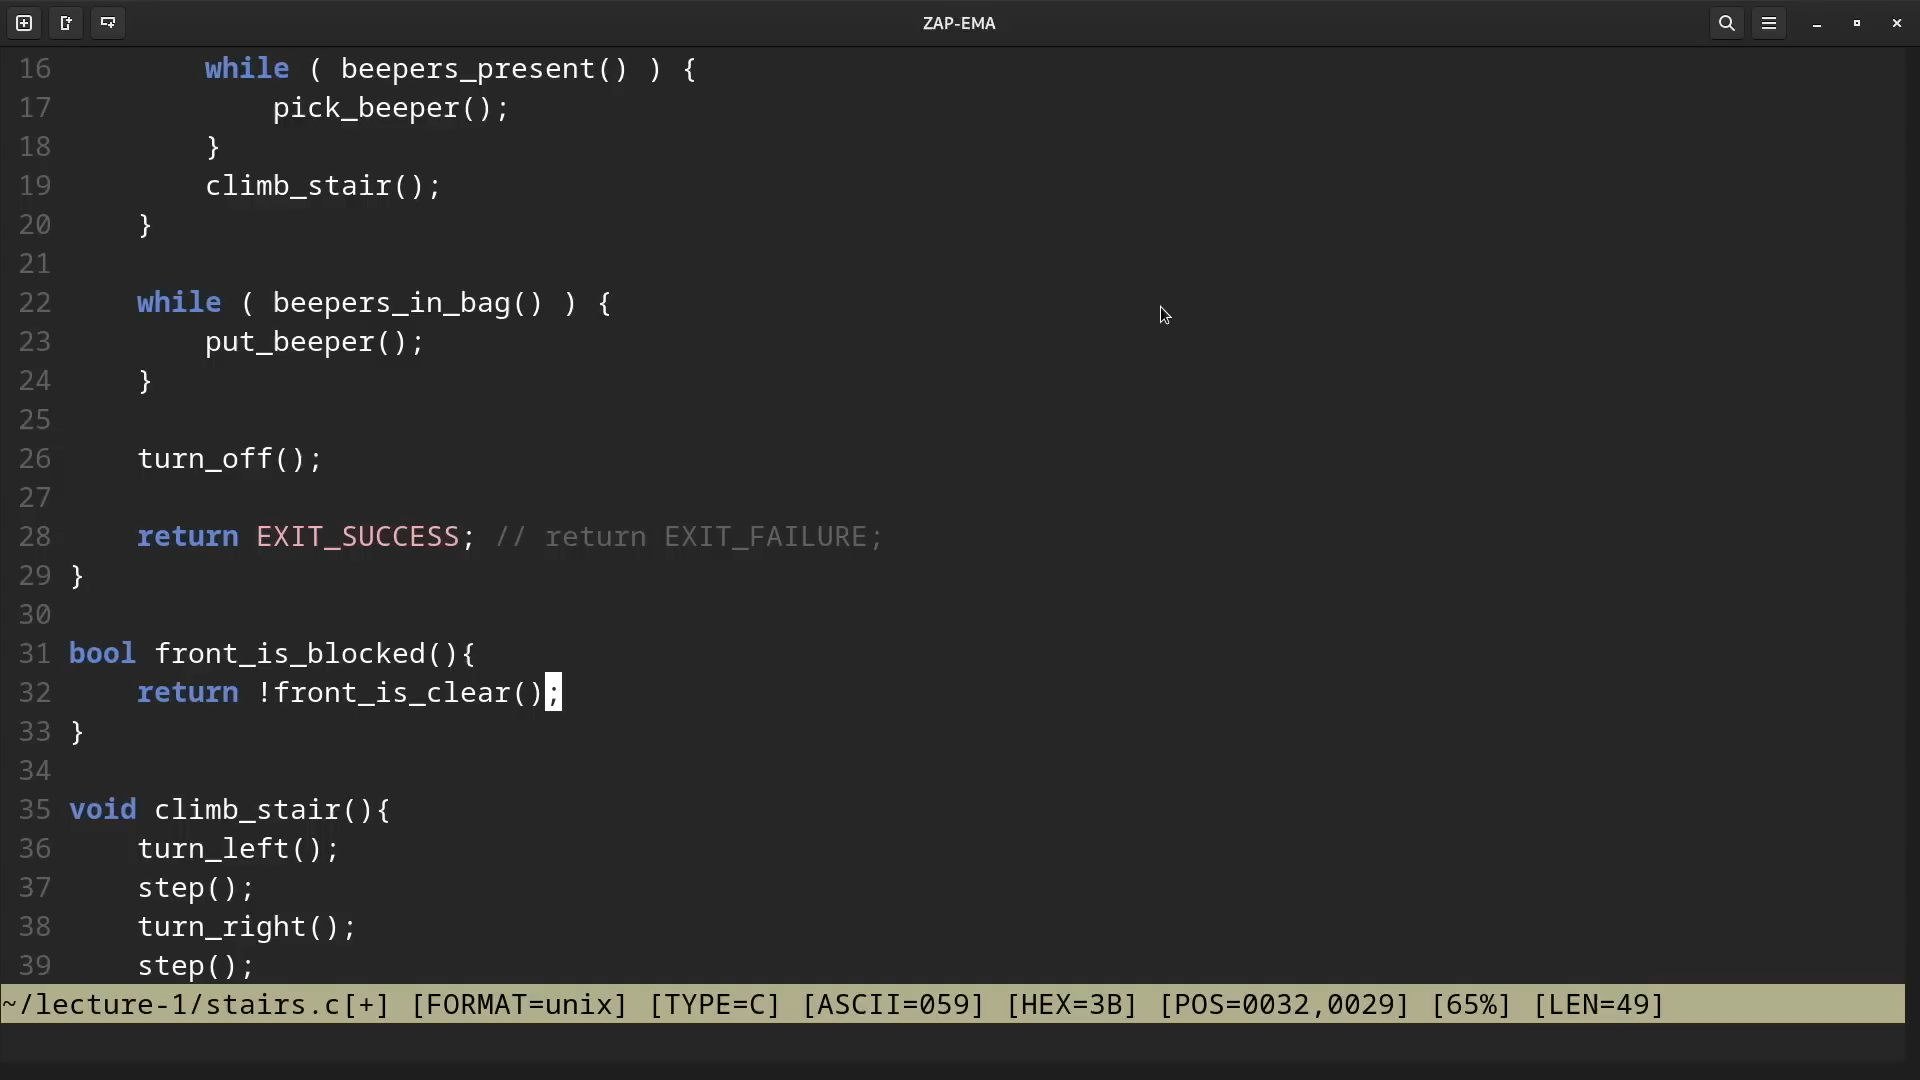 ZAP-EMA
16         while ( beepers_present() ) {
17             pick_beeper();
18         }
19         climb_stair();
20     }
21
22     while ( beepers_in_bag() ) {
23         put_beeper();
24     }
25
26     turn_off();
27
28     return EXIT_SUCCESS; // return EXIT_FAILURE;
29 }
30
31 bool front_is_blocked(){
32     return !front_is_clear();
33 }
34
35 void climb_stair(){
36     turn_left();
37     step();
38     turn_right();
39     step();
~/lecture-1/stairs.c[+] [FORMAT=unix] [TYPE=C] [ASCII=059] [HEX=3B] [POS=0032,0029] [65%] [LEN=49]